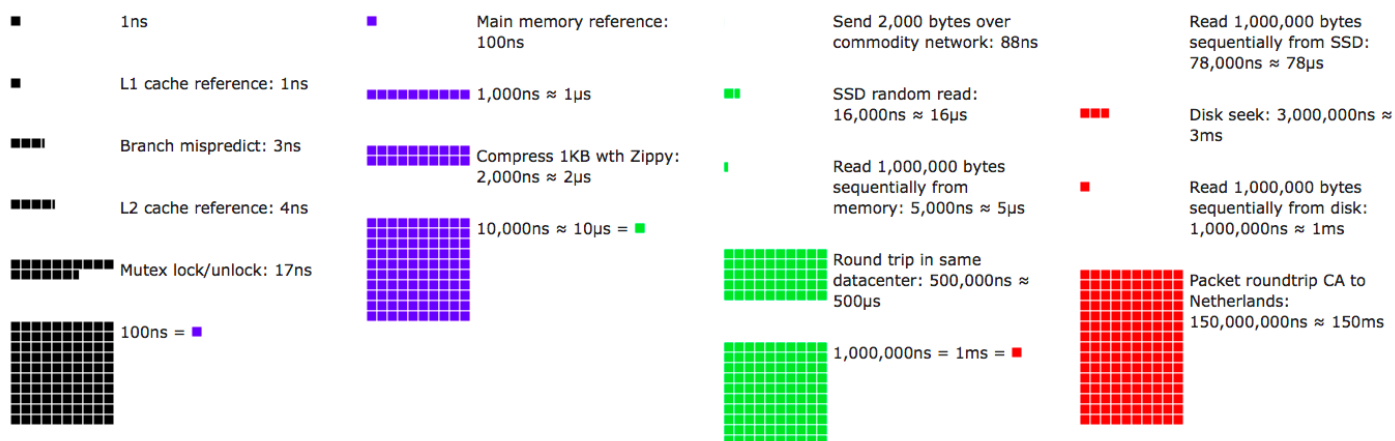 1ns
L1 cache reference: 1ns
Branch mispredict: 3ns
L2 cache reference: 4ns
Mutex lock/unlock: 17ns
100ns =
Main memory reference:
100ns
1,000ns ≈ 1μs
Compress 1KB wth Zippy:
2,000ns ≈ 2μs
10,000ns ≈ 10μs =
Send 2,000 bytes over
commodity network: 88ns
SSD random read:
16,000ns ≈ 16μs
Read 1,000,000 bytes
sequentially from
memory: 5,000ns ≈ 5μs
Round trip in same
datacenter: 500,000ns ≈
500μs
1,000,000ns = 1ms =
Read 1,000,000 bytes
sequentially from SSD:
78,000ns ≈ 78μs
Disk seek: 3,000,000ns ≈
3ms
Read 1,000,000 bytes
sequentially from disk:
1,000,000ns ≈ 1ms
Packet roundtrip CA to
Netherlands:
150,000,000ns ≈ 150ms